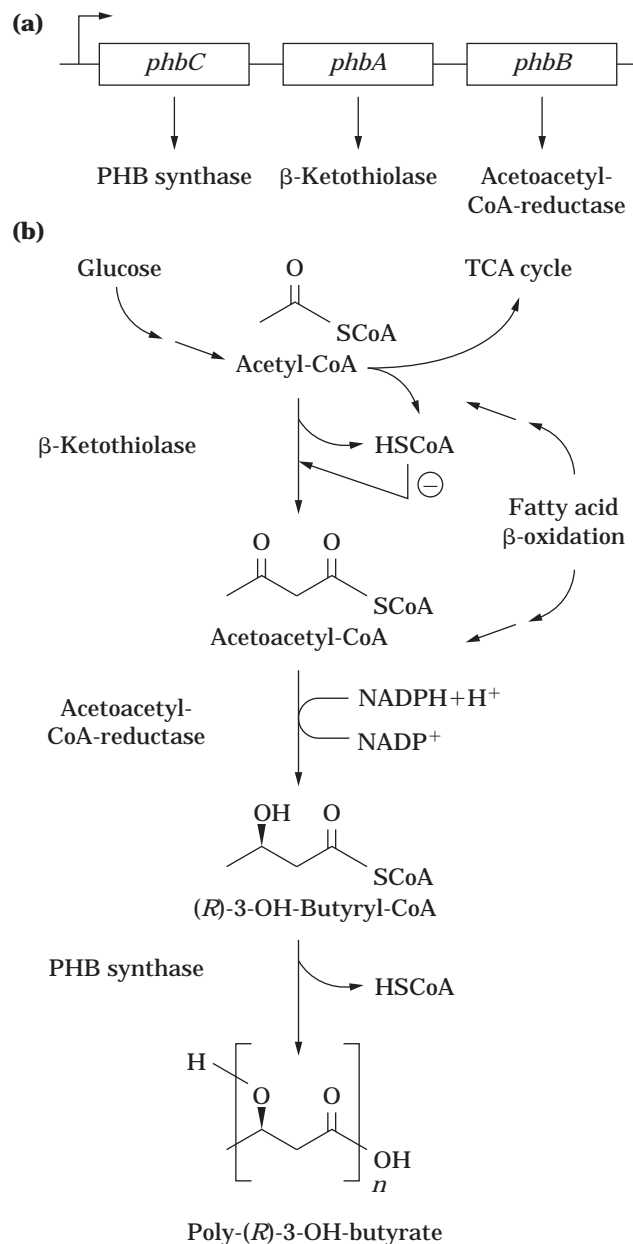 (a)
phbC phbA phbB
PHB synthase β-Ketothiolase Acetoacetyl-
CoA-reductase
(b)
Glucose O TCA cycle
SCoA
Acetyl-CoA
β-Ketothiolase HSCoA
−
Fatty acid
β-oxidation
O O
SCoA
Acetoacetyl-CoA
NADPH+H⁺
Acetoacetyl-
CoA-reductase
NADP⁺
OH O
SCoA
(R)-3-OH-Butyryl-CoA
PHB synthase
HSCoA
H
O O
OH
n
Poly-(R)-3-OH-butyrate